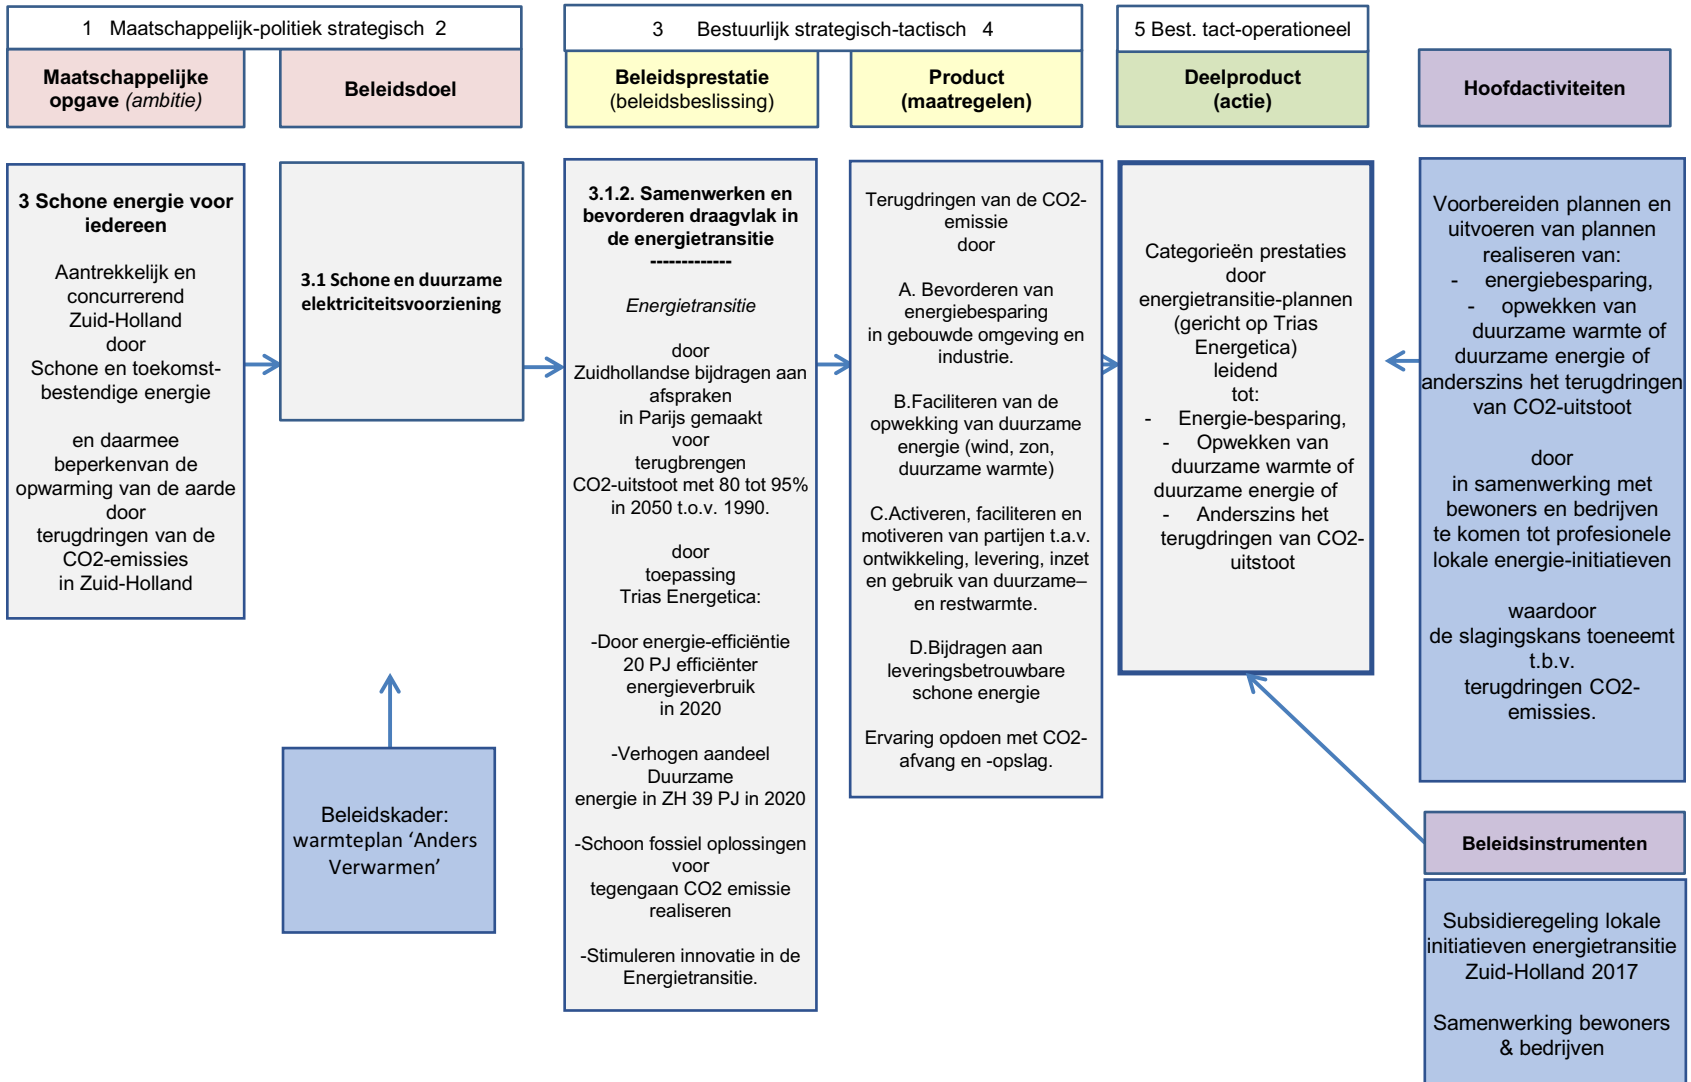 1 Maatschappelijk-politiek strategisch 2
3 Bestuurlijk strategisch-tactisch 4
5 Best. tact-operationeel
Maatschappelijke
opgave (ambitie)
Beleidsdoel
Beleidsprestatie
(beleidsbeslissing)
Product
(maatregelen)
Deelproduct
(actie)
Hoofdactiviteiten
3 Schone energie voor
iedereen
Aantrekkelijk en
concurrerend
Zuid-Holland
door
Schone en toekomst-
bestendige energie
en daarmee
beperkenvan de
opwarming van de aarde
door
terugdringen van de
CO2-emissies
in Zuid-Holland
3.1 Schone en duurzame
elektriciteitsvoorziening
Beleidskader:
warmteplan ‘Anders
Verwarmen’
3.1.2. Samenwerken en
bevorderen draagvlak in
de energietransitie
-------------
Energietransitie
door
Zuidhollandse bijdragen aan
afspraken
in Parijs gemaakt
voor
terugbrengen
CO2-uitstoot met 80 tot 95%
in 2050 t.o.v. 1990.
door
toepassing
Trias Energetica:
-Door energie-efficiëntie
20 PJ efficiënter
energieverbruik
in 2020
-Verhogen aandeel
Duurzame
energie in ZH 39 PJ in 2020
-Schoon fossiel oplossingen
voor
tegengaan CO2 emissie
realiseren
-Stimuleren innovatie in de
Energietransitie.
Terugdringen van de CO2-
emissie
door
A. Bevorderen van
energiebesparing
in gebouwde omgeving en
industrie.
B.Faciliteren van de
opwekking van duurzame
energie (wind, zon,
duurzame warmte)
C.Activeren, faciliteren en
motiveren van partijen t.a.v.
ontwikkeling, levering, inzet
en gebruik van duurzame–
en restwarmte.
D.Bijdragen aan
leveringsbetrouwbare
schone energie
Ervaring opdoen met CO2-
afvang en -opslag.
Categorieën prestaties
door
energietransitie-plannen
(gericht op Trias
Energetica)
leidend
tot:
- Energie-besparing,
- Opwekken van
duurzame warmte of
duurzame energie of
- Anderszins het
terugdringen van CO2-
uitstoot
Voorbereiden plannen en
uitvoeren van plannen
realiseren van:
- energiebesparing,
- opwekken van
duurzame warmte of
duurzame energie of
anderszins het terugdringen
van CO2-uitstoot
door
in samenwerking met
bewoners en bedrijven
te komen tot profesionele
lokale energie-initiatieven
waardoor
de slagingskans toeneemt
t.b.v.
terugdringen CO2-
emissies.
Beleidsinstrumenten
Subsidieregeling lokale
initiatieven energietransitie
Zuid-Holland 2017
Samenwerking bewoners
& bedrijven